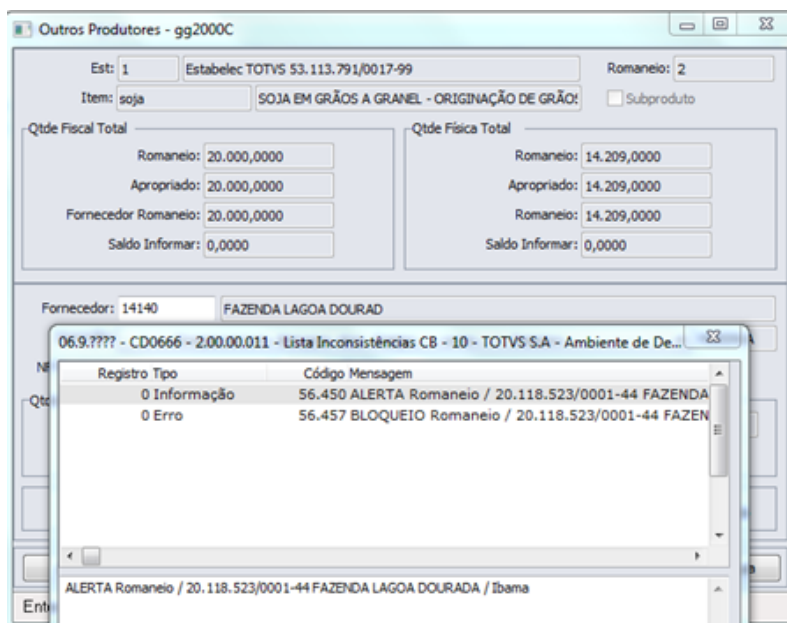 Outros Produtores - gg2000C
Est: 1 Estabelec TOTVS 53.113.791/0017-99 Romaneio: 2
Item: soja SOJA EM GRÃOS A GRANEL - ORIGINAÇÃO DE GRÃO Subproduto
Qtde Fiscal Total Qtde Física Total
Romaneio: 20.000,0000 Romaneio: 14.209,0000
Apropriado: 20.000,0000 Apropriado: 14.209,0000
Fornecedor Romaneio: 20.000,0000 Romaneio: 14.209,0000
Saldo Informar: 0,0000 Saldo Informar: 0,0000
Fornecedor: 14140 FAZENDA LAGOA DOURAD
06.9.???? - CD0666 - 2.00.00.011 - Lista Inconsistências CB - 10 - TOTVS S.A - Ambiente de De... A
Registro Tipo Código Mensagem
0 Informação 56.450 ALERTA Romaneio / 20.118.523/0001-44 FAZENDA
0 Erro 56.457 BLOQUEIO Romaneio / 20.118.523/0001-44 FAZEN
Qtd
ALERTA Romaneio / 20.118.523/0001-44 FAZENDA LAGOA DOURADA / Ibama
Ent